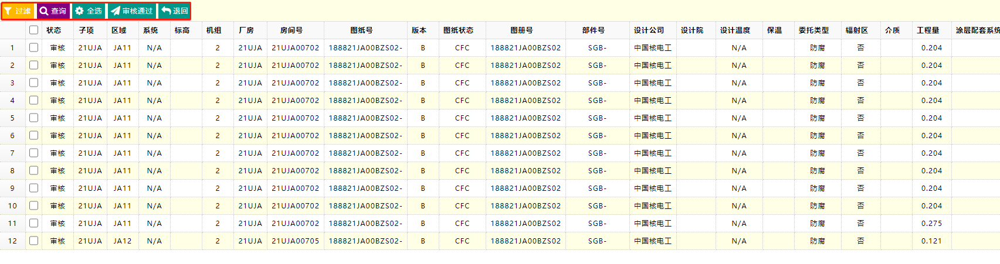 过滤 查询 全选 审核通过 退回
状态 子项 区域 系统 标高 机组 厂房 房间号 图纸号 版本 图纸状态 图册号 部件号 设计公司 设计院 设计温度 保温 委托类型 辐射区 介质 工程量 涂层配套系统
1 审核 21UJA JA11 N/A 2 21UJA 21UJA00702 188821JA00BZS02- B CFC 188821JA00BZS02 SGB- 中国核电工 N/A 防腐 否 0.204
2 审核 21UJA JA11 N/A 2 21UJA 21UJA00702 188821JA00BZS02- B CFC 188821JA00BZS02 SGB- 中国核电工 N/A 防腐 否 0.204
3 审核 21UJA JA11 N/A 2 21UJA 21UJA00702 188821JA00BZS02- B CFC 188821JA00BZS02 SGB- 中国核电工 N/A 防腐 否 0.204
4 审核 21UJA JA11 N/A 2 21UJA 21UJA00702 188821JA00BZS02- B CFC 188821JA00BZS02 SGB- 中国核电工 N/A 防腐 否 0.204
5 审核 21UJA JA11 N/A 2 21UJA 21UJA00702 188821JA00BZS02- B CFC 188821JA00BZS02 SGB- 中国核电工 N/A 防腐 否 0.204
6 审核 21UJA JA11 N/A 2 21UJA 21UJA00702 188821JA00BZS02- B CFC 188821JA00BZS02 SGB- 中国核电工 N/A 防腐 否 0.204
7 审核 21UJA JA11 N/A 2 21UJA 21UJA00702 188821JA00BZS02- B CFC 188821JA00BZS02 SGB- 中国核电工 N/A 防腐 否 0.204
8 审核 21UJA JA11 N/A 2 21UJA 21UJA00702 188821JA00BZS02- B CFC 188821JA00BZS02 SGB- 中国核电工 N/A 防腐 否 0.204
9 审核 21UJA JA11 N/A 2 21UJA 21UJA00702 188821JA00BZS02- B CFC 188821JA00BZS02 SGB- 中国核电工 N/A 防腐 否 0.204
10 审核 21UJA JA11 N/A 2 21UJA 21UJA00702 188821JA00BZS02- B CFC 188821JA00BZS02 SGB- 中国核电工 N/A 防腐 否 0.204
11 审核 21UJA JA11 N/A 2 21UJA 21UJA00702 188821JA00BZS02- B CFC 188821JA00BZS02 SGB- 中国核电工 N/A 防腐 否 0.275
12 审核 21UJA JA12 N/A 2 21UJA 21UJA00705 188821JA00BZS02- B CFC 188821JA00BZS02 SGB- 中国核电工 N/A 防腐 否 0.121